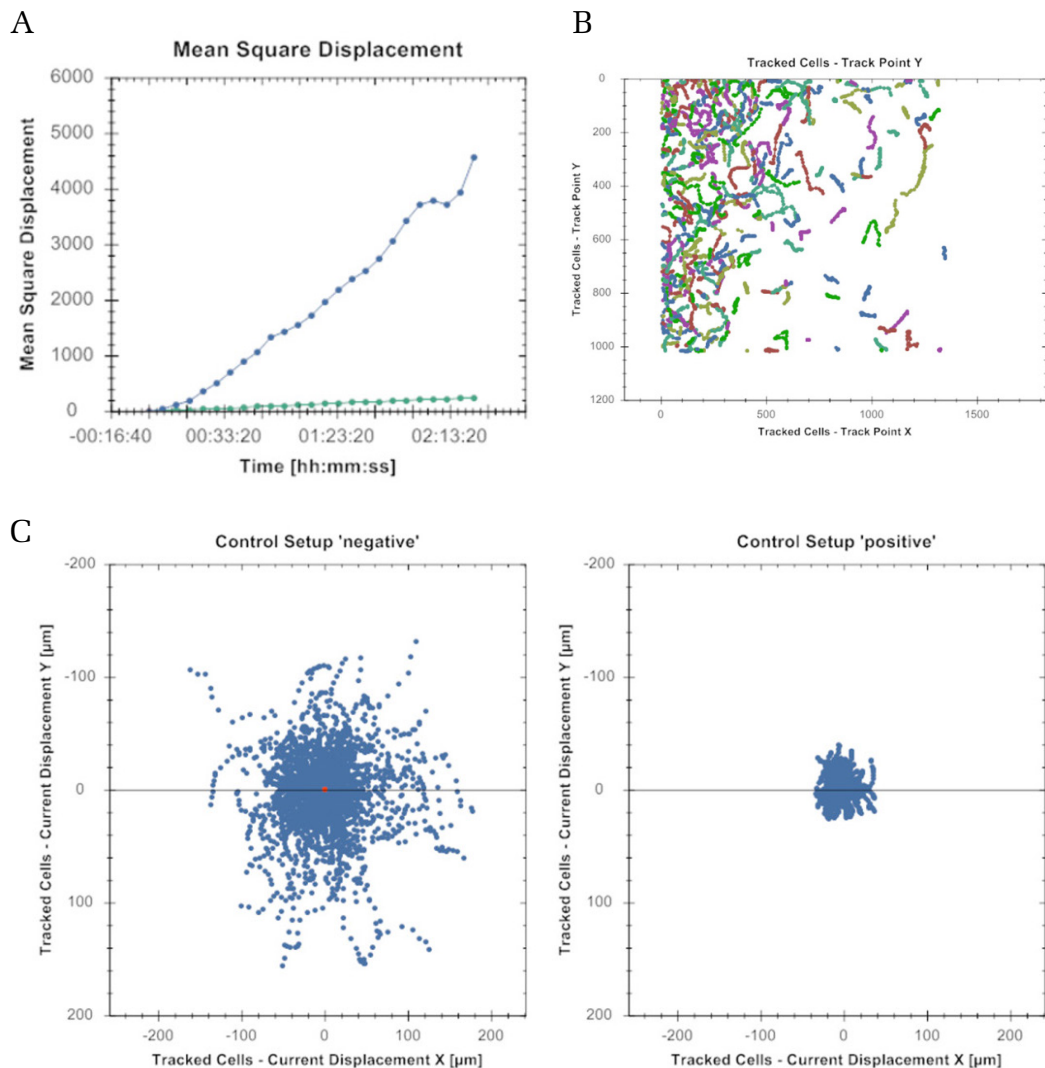 A
Mean Square Displacement
6000
5000
4000
3000
2000
1000
0
Mean Square Displacement
-00:16:40 00:33:20 01:23:20 02:13:20
Time [hh:mm:ss]
B
Tracked Cells - Track Point Y
0
200
400
600
800
1000
1200
Tracked Cells - Track Point Y
0 500 1000 1500
Tracked Cells - Track Point X
C
Control Setup 'negative'
-200
-100
0
100
200
Tracked Cells - Current Displacement Y [µm]
-200 -100 0 100 200
Tracked Cells - Current Displacement X [µm]
Control Setup 'positive'
-200
-100
0
100
200
Tracked Cells - Current Displacement Y [µm]
-200 -100 0 100 200
Tracked Cells - Current Displacement X [µm]